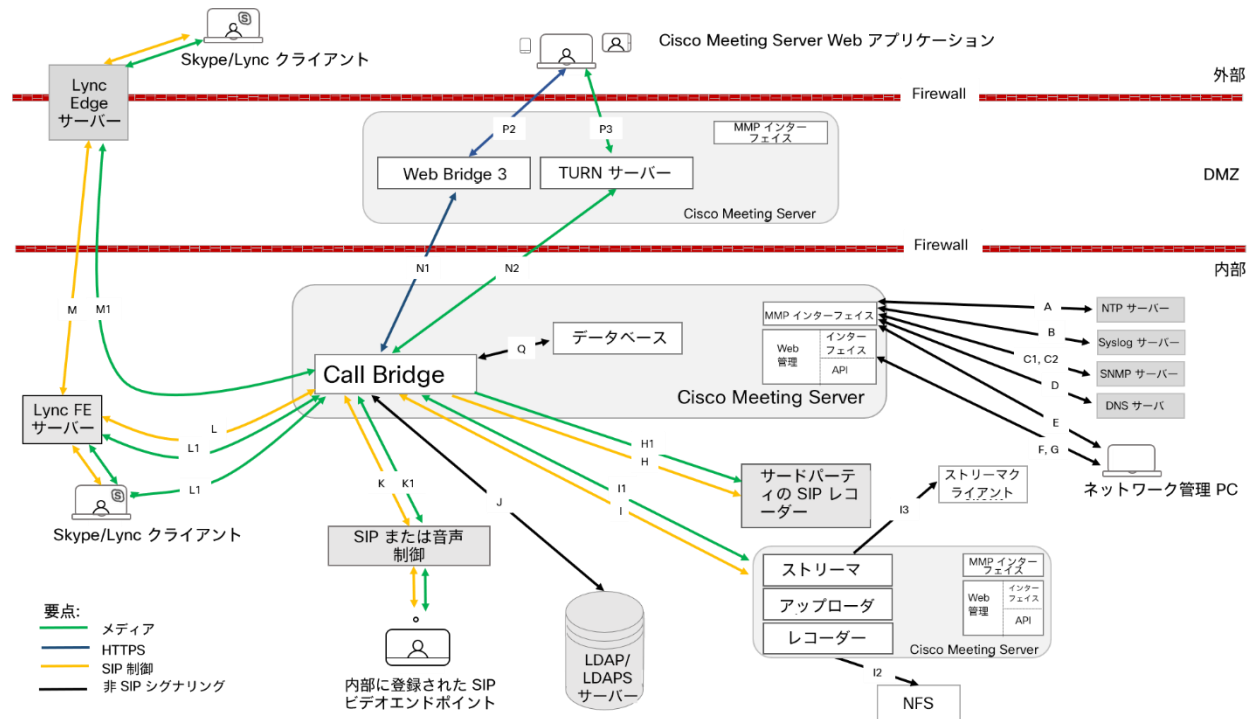 Skype/Lync クライアント
Cisco Meeting Server Web アプリケーション
外部
Lync
Edge
サーバー
Firewall
P2
P3
MMP インター
フェイス
Web Bridge 3
TURN サーバー
DMZ
Cisco Meeting Server
Firewall
内部
N1
N2
M
M1
MMP インターフェイス
A
NTP サーバー
B
Syslog サーバー
Web
管理
インター
フェイス
API
C1, C2
SNMP サーバー
D
DNS サーバ
Q
データベース
Call Bridge
Cisco Meeting Server
E
F, G
ネットワーク管理 PC
Lync FE
サーバー
L
L1
L1
Skype/Lync クライアント
K
K1
J
H1
H
I1
I
サードパーテ
ィの SIP レコ
ーダー
ストリーマク
ライアント
I3
SIP または音声
制御
ストリーマ
アップローダ
レコーダー
MMP インター
フェイズ
Web
管理
インター
フェイス
API
Cisco Meeting Server
I2
NFS
LDAP/
LDAPS
サーバー
内部に登録された SIP
ビデオエンドポイント
要点:
メディア
HTTPS
SIP 制御
非 SIP シグナリング